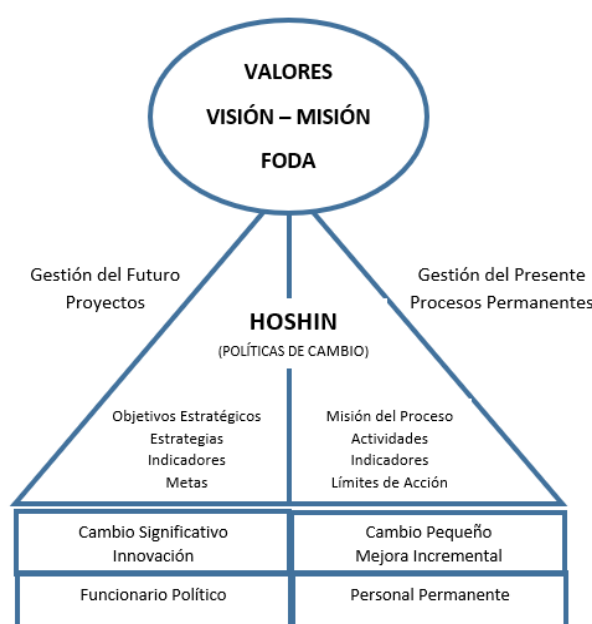 VALORES
VISIÓN – MISIÓN
FODA
Gestión del Futuro
Proyectos
Gestión del Presente
Procesos Permanentes
HOSHIN
(POLÍTICAS DE CAMBIO)
Objetivos Estratégicos
Estrategias
Indicadores
Metas
Misión del Proceso
Actividades
Indicadores
Límites de Acción
Cambio Significativo
Innovación
Cambio Pequeño
Mejora Incremental
Funcionario Político
Personal Permanente